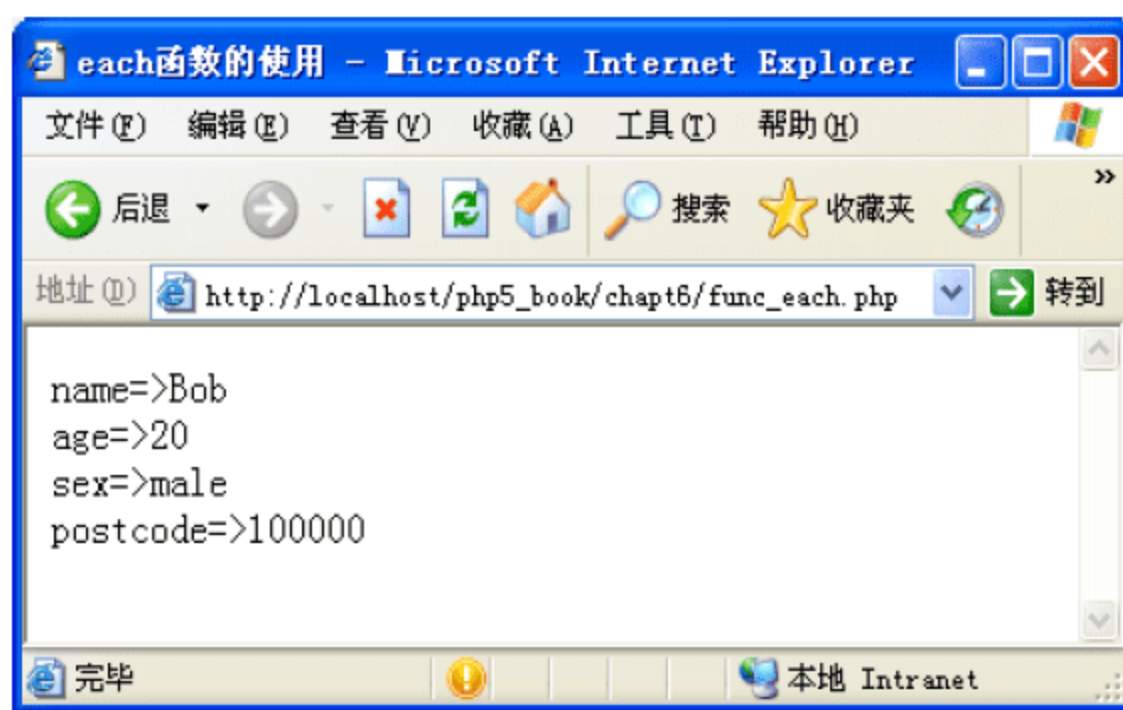 each函数的使用 - Microsoft Internet Explorer
文件(F) 编辑(E) 查看(V) 收藏(A) 工具(T) 帮助(H)
后退 搜索 收藏夹 »
地址(D) http://localhost/php5_book/chapt6/func_each.php 转到
name=>Bob
age=>20
sex=>male
postcode=>100000
完毕 本地 Intranet